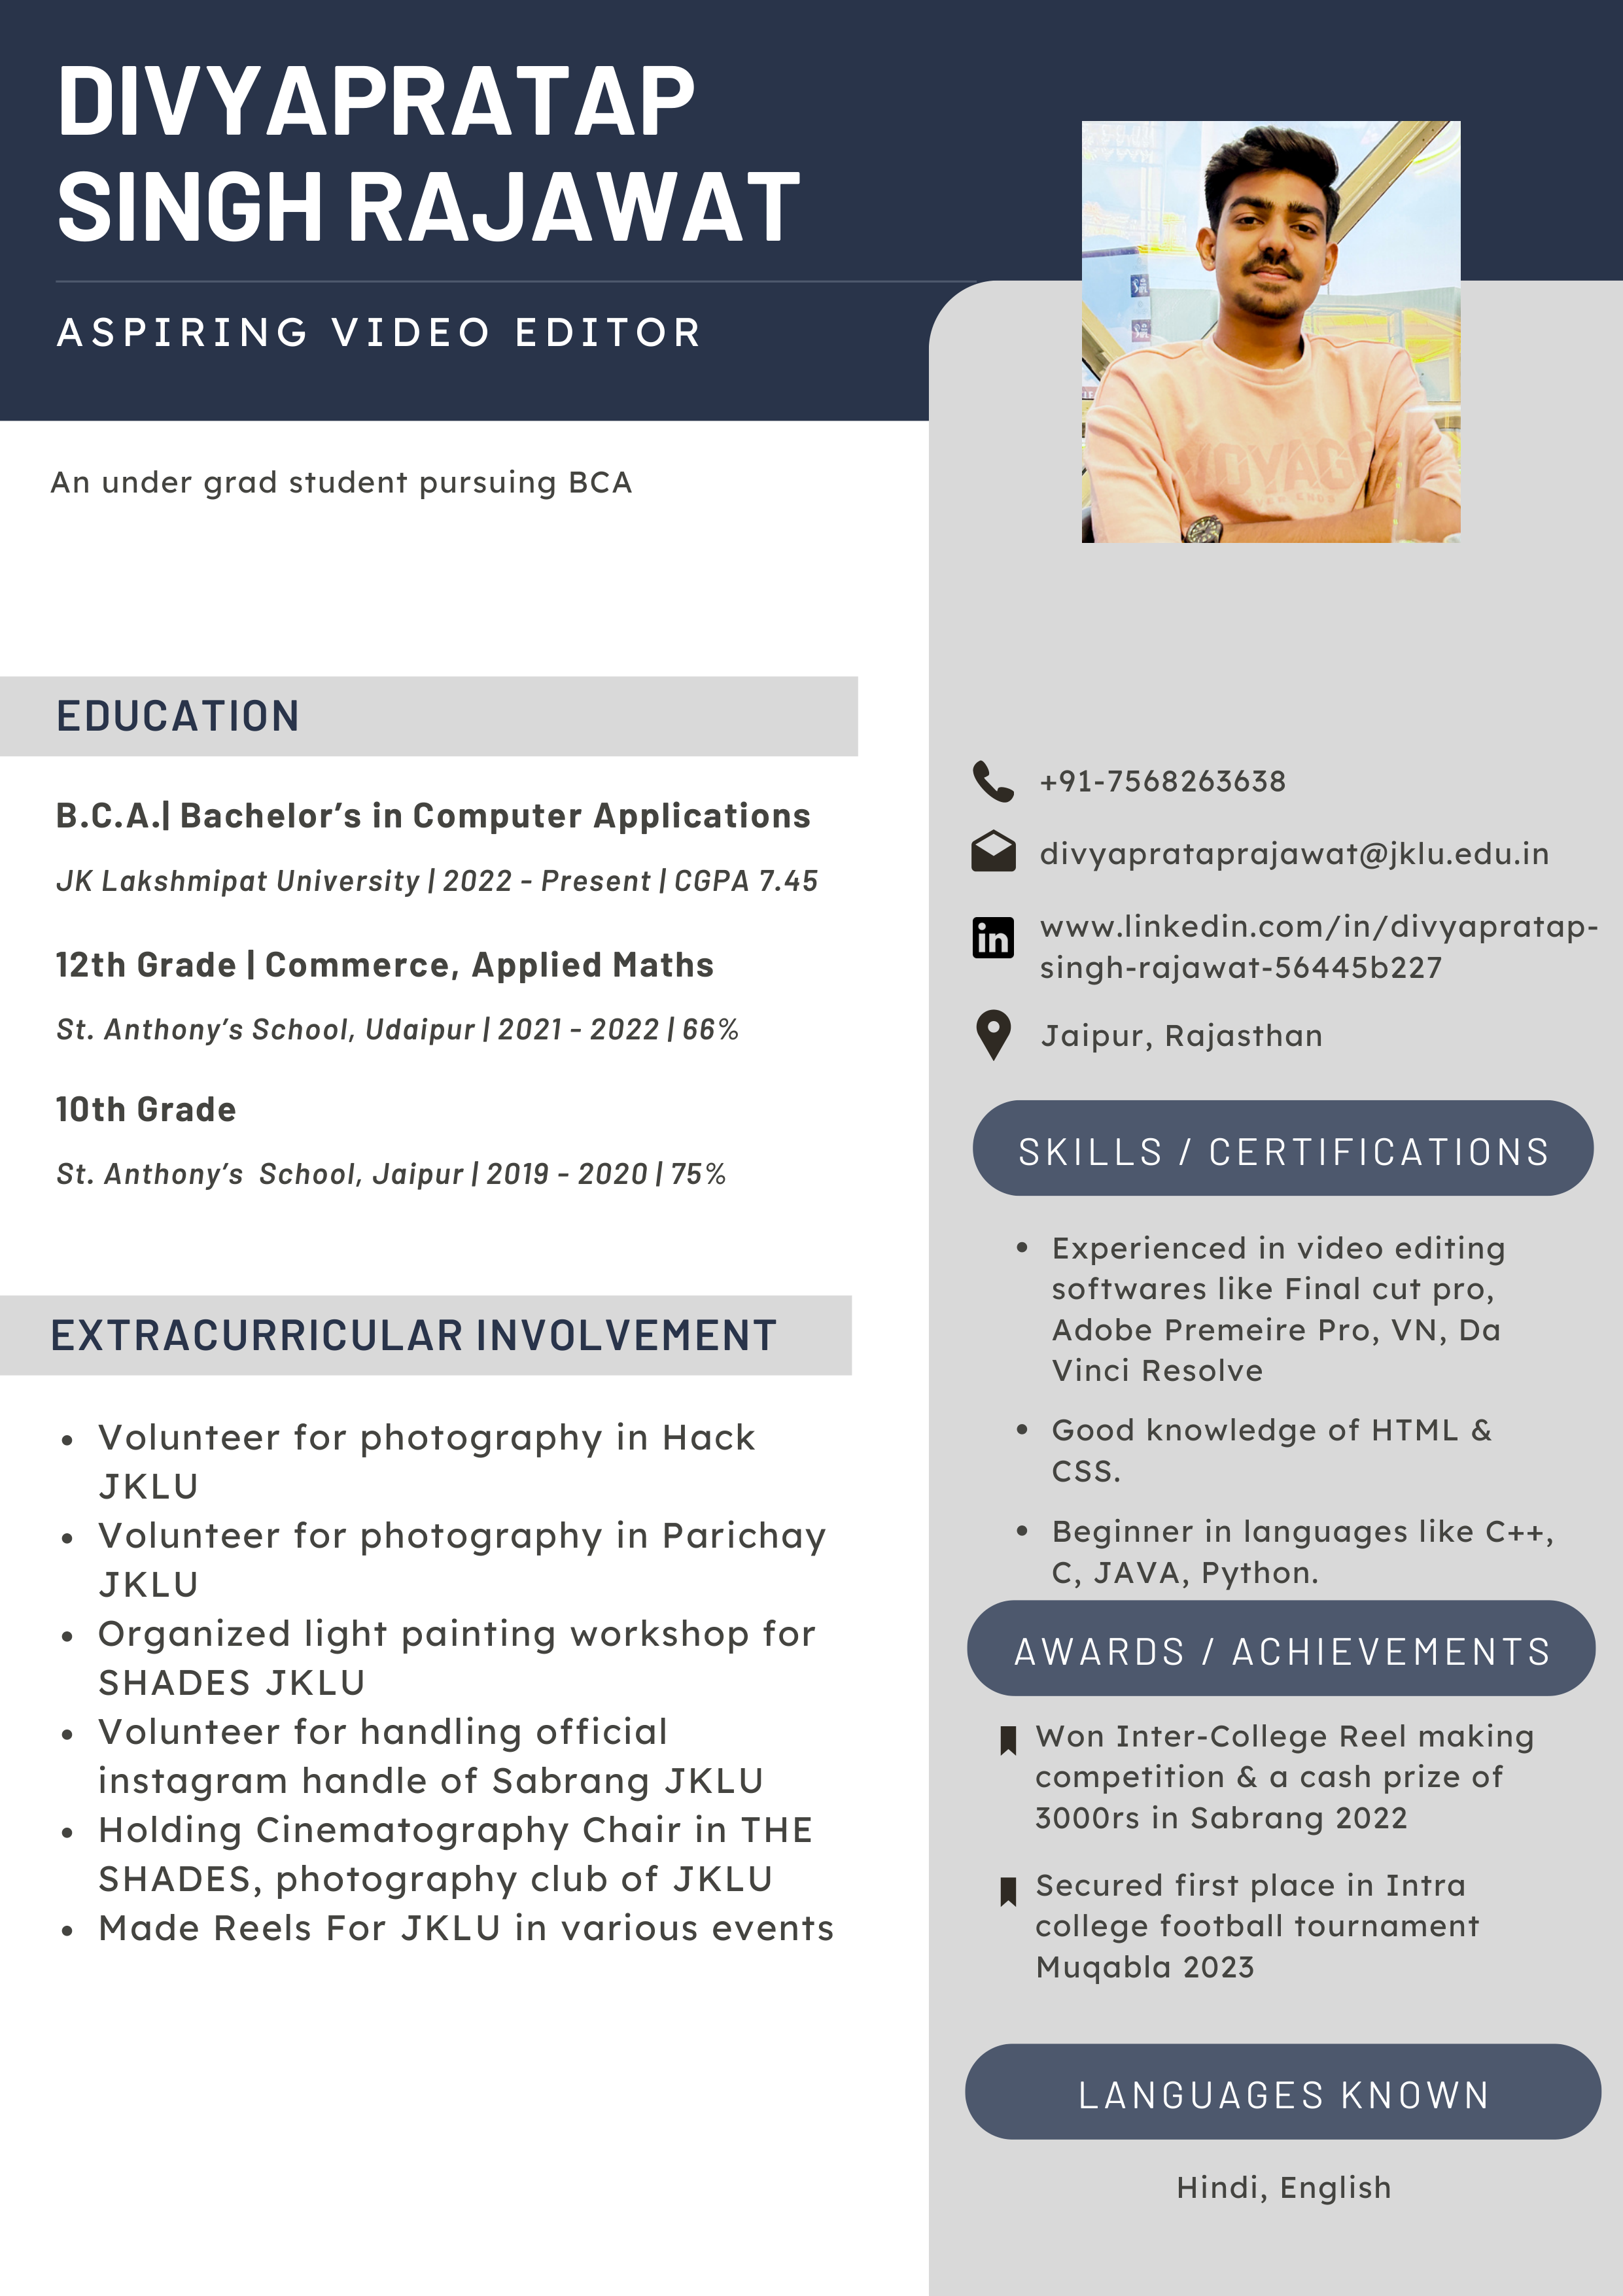 DIVYAPRATAP
SINGH RAJAWAT
ASPIRING VIDEO EDITOR
An under grad student pursuing BCA
EDUCATION
B.C.A.| Bachelor’s in Computer Applications
JK Lakshmipat University | 2022 - Present | CGPA 7.45
12th Grade | Commerce, Applied Maths
St. Anthony’s School, Udaipur | 2021 - 2022 | 66%
10th Grade
St. Anthony’s School, Jaipur | 2019 - 2020 | 75%
EXTRACURRICULAR INVOLVEMENT
• Volunteer for photography in Hack
JKLU
• Volunteer for photography in Parichay
JKLU
• Organized light painting workshop for
SHADES JKLU
• Volunteer for handling official
instagram handle of Sabrang JKLU
• Holding Cinematography Chair in THE
SHADES, photography club of JKLU
• Made Reels For JKLU in various events
VOYAGE
+91-7568263638
divyaprataprajawat@jklu.edu.in
www.linkedin.com/in/divyapratap-
singh-rajawat-56445b227
Jaipur, Rajasthan
SKILLS / CERTIFICATIONS
• Experienced in video editing
softwares like Final cut pro,
Adobe Premeire Pro, VN, Da
Vinci Resolve
• Good knowledge of HTML &
CSS.
• Beginner in languages like C++,
C, JAVA, Python.
AWARDS / ACHIEVEMENTS
Won Inter-College Reel making
competition & a cash prize of
3000rs in Sabrang 2022
Secured first place in Intra
college football tournament
Muqabla 2023
LANGUAGES KNOWN
Hindi, English